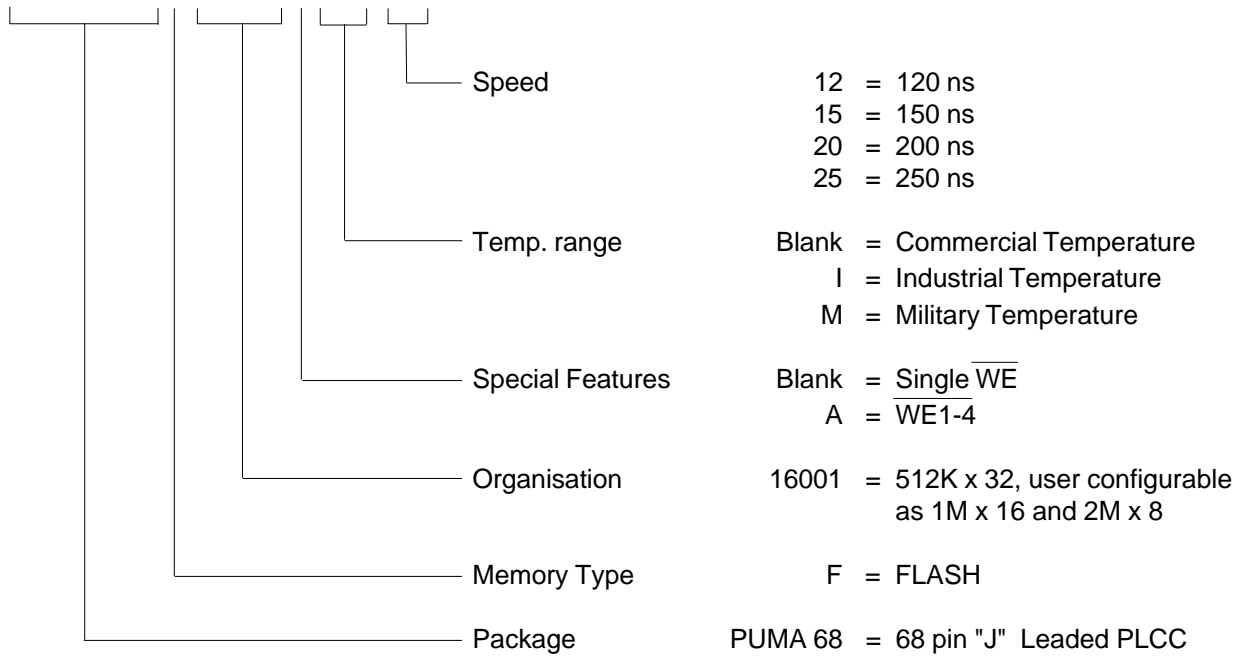 Speed 12 = 120 ns
15 = 150 ns
20 = 200 ns
25 = 250 ns
Temp. range Blank = Commercial Temperature
I = Industrial Temperature
M = Military Temperature
Special Features Blank = Single W̅E̅
A = W̅E̅1̅-̅4̅
Organisation 16001 = 512K x 32, user configurable
as 1M x 16 and 2M x 8
Memory Type F = FLASH
Package PUMA 68 = 68 pin "J" Leaded PLCC